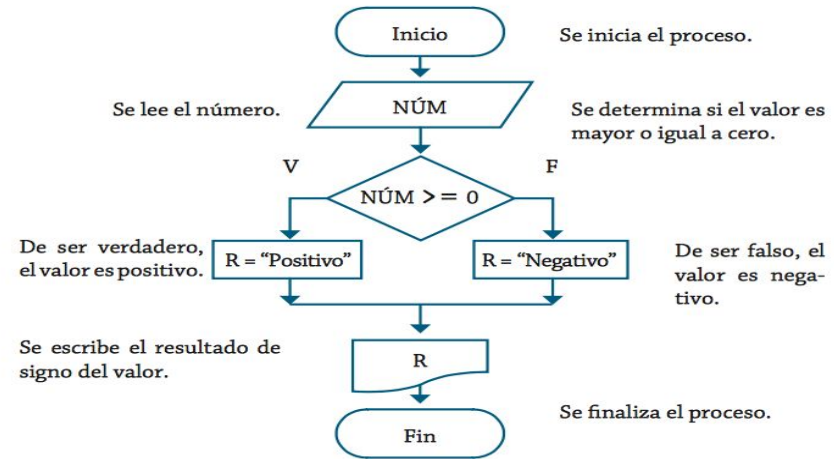 Inicio
Se inicia el proceso.
Se lee el número.
NÚM
Se determina si el valor es
mayor o igual a cero.
V
F
NÚM >= 0
De ser verdadero,
el valor es positivo.
R = “Positivo”
R = “Negativo”
De ser falso, el
valor es nega-
tivo.
Se escribe el resultado de
signo del valor.
R
Se finaliza el proceso.
Fin